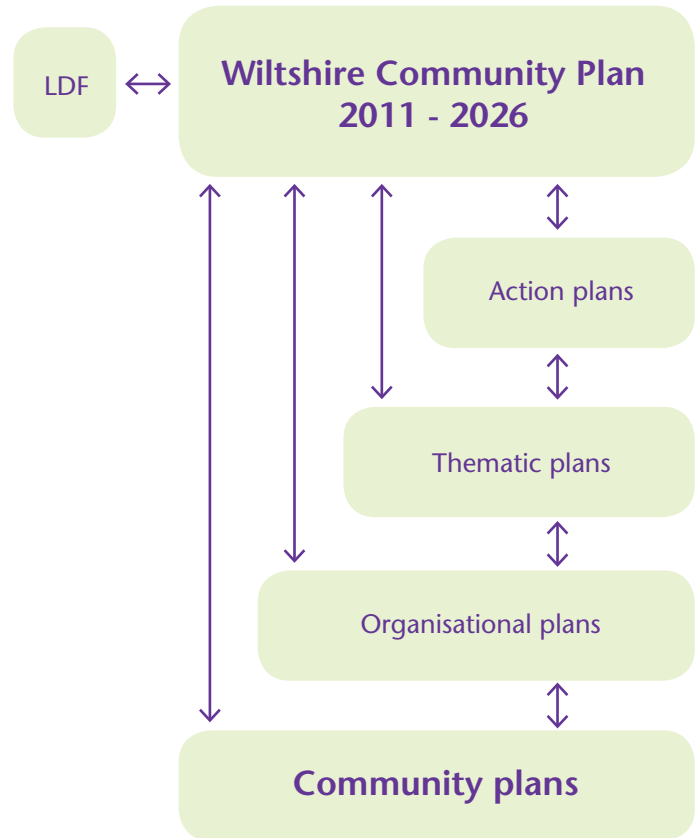 LDF
Wiltshire Community Plan
2011 - 2026
Action plans
Thematic plans
Organisational plans
Community plans